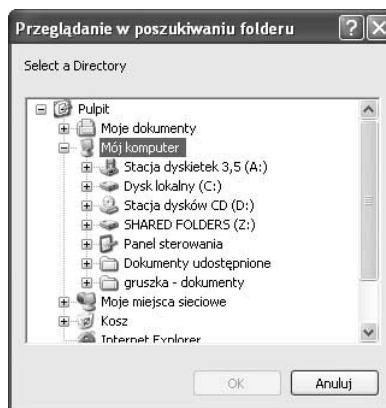 Przeglądanie w poszukiwaniu folderu
Select a Directory
Pulpit
Moje dokumenty
Mój komputer
Stacja dyskietek 3,5 (A:)
Dysk lokalny (C:)
Stacja dysków CD (D:)
SHARED FOLDERS (Z:)
Panel sterowania
Dokumenty udostępnione
gruszka - dokumenty
Moje miejsca sieciowe
Kosz
Internet Explorer
OK Anuluj